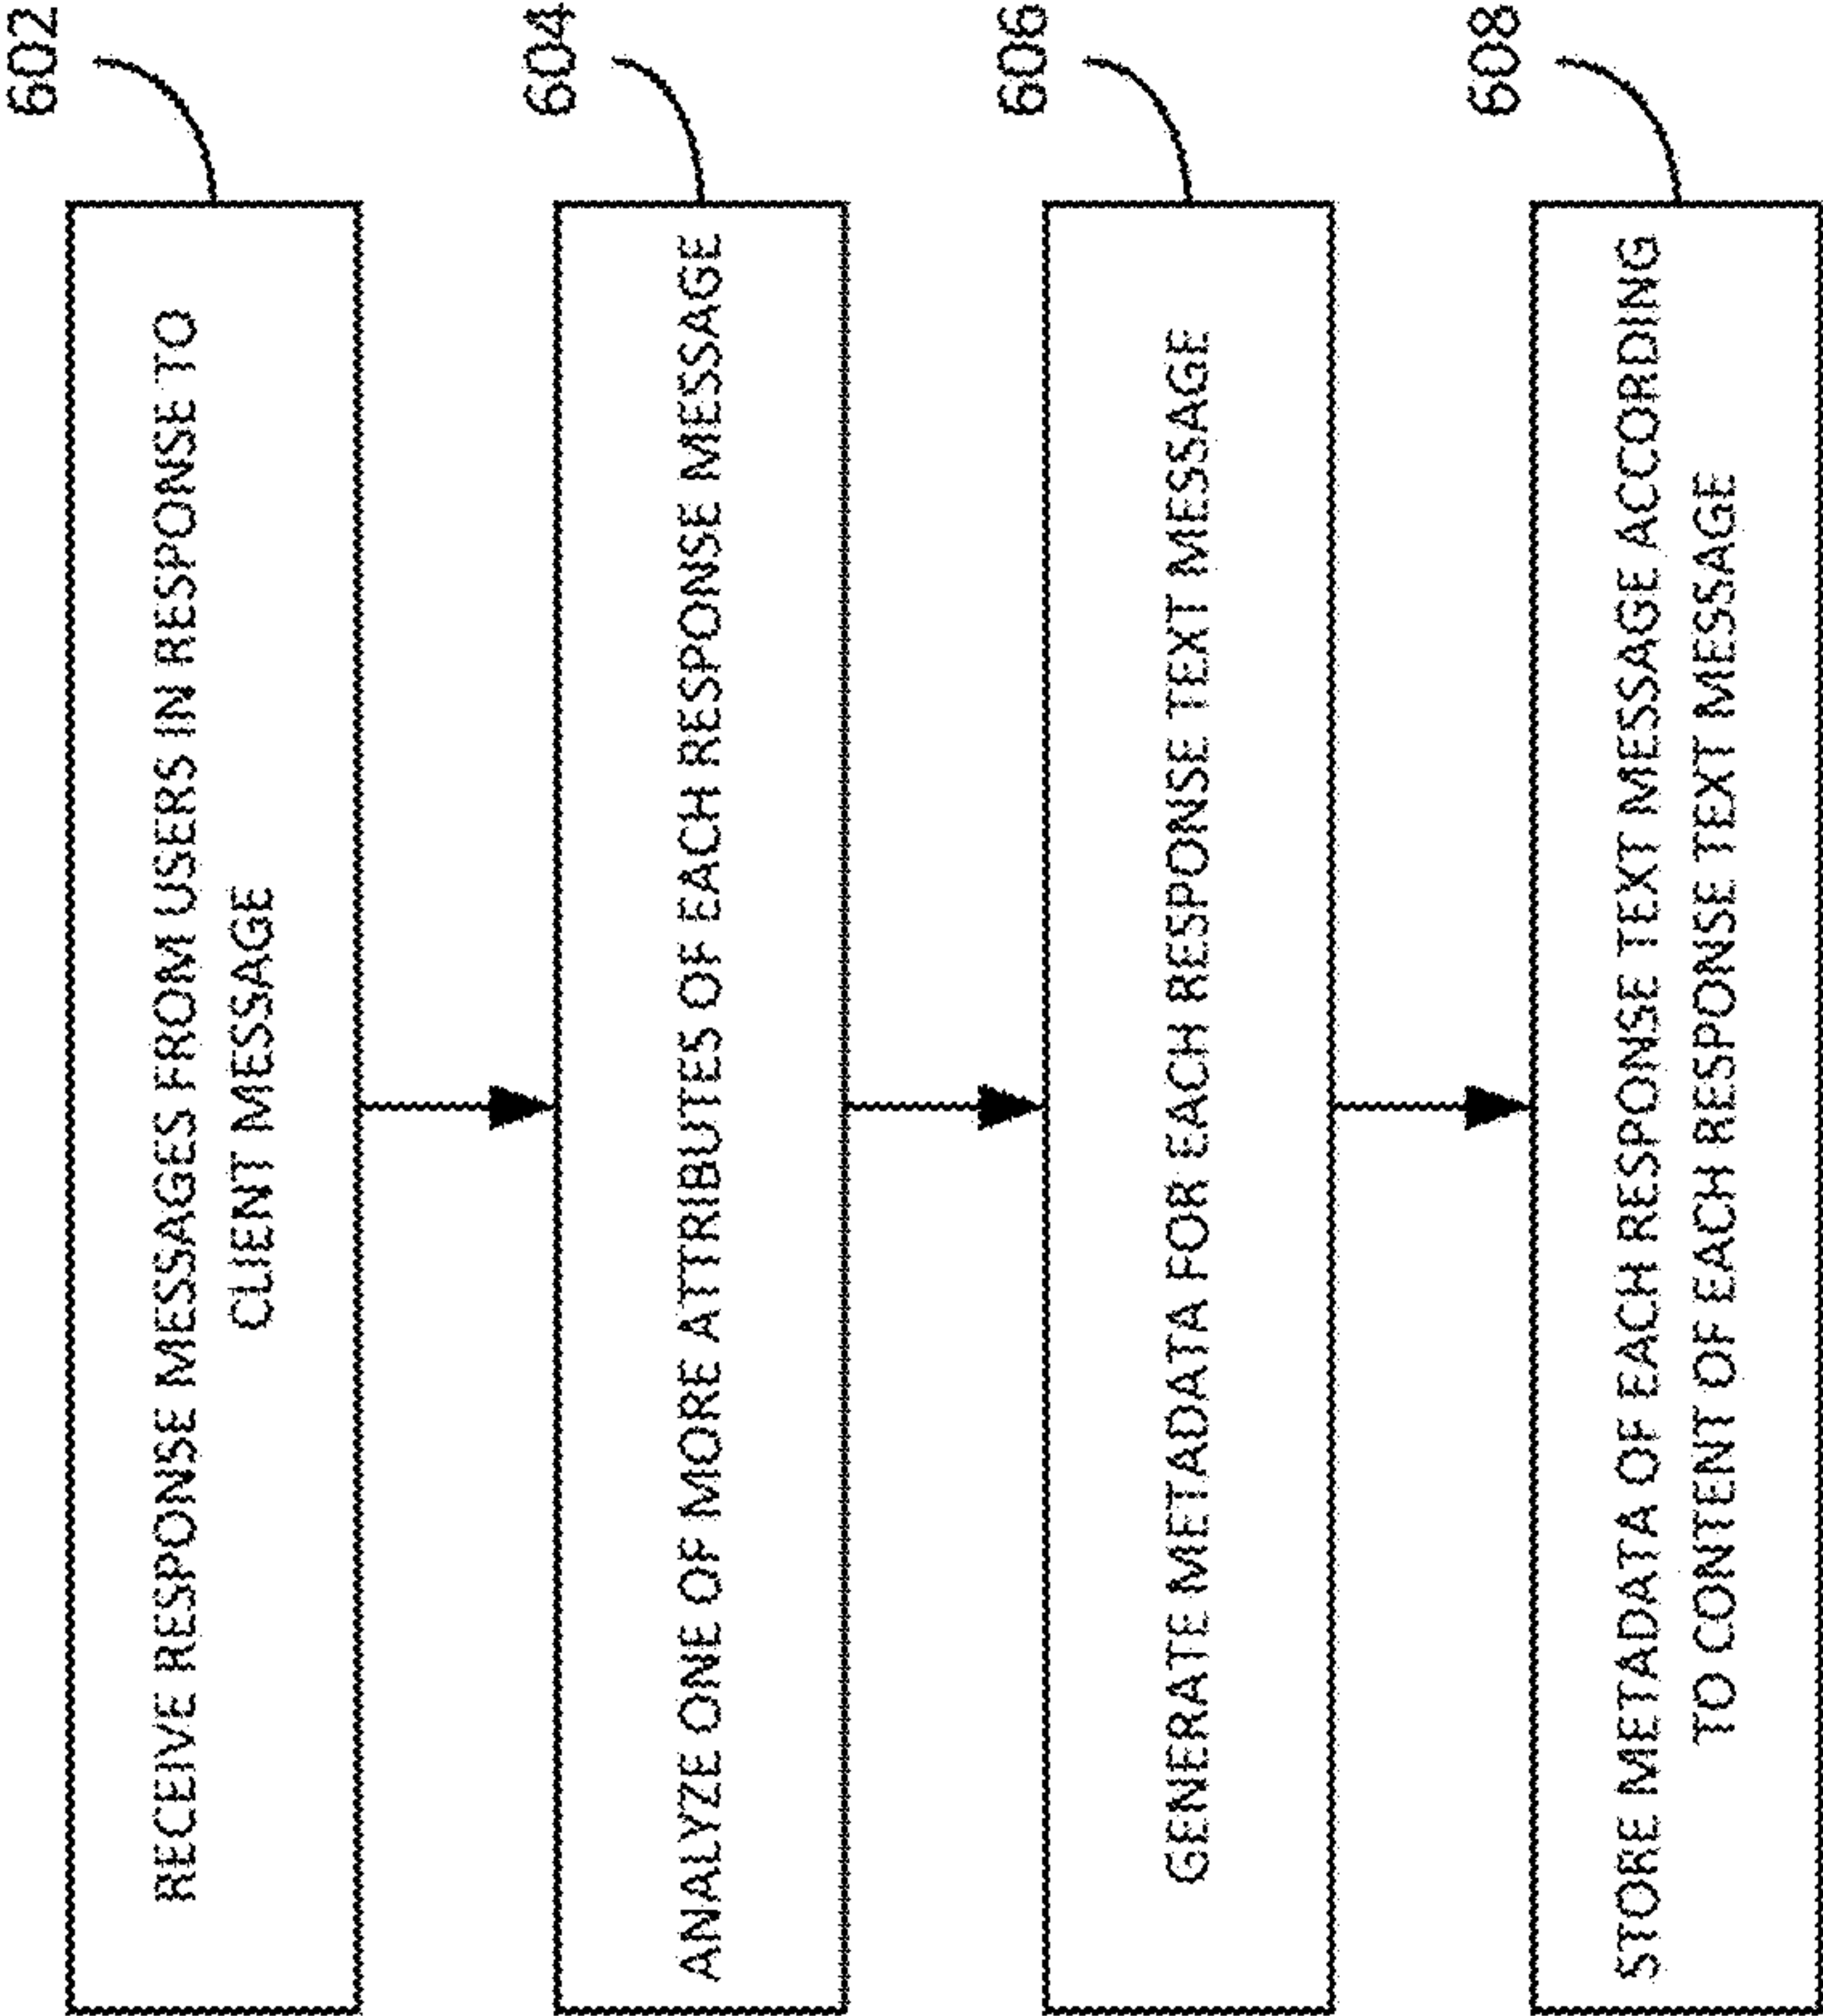 602
RECEIVE RESPONSE MESSAGES FROM USERS IN RESPONSE TO
CLIENT MESSAGE
604
ANALYZE ONE OF MORE ATTRIBUTES OF EACH RESPONSE MESSAGE
606
GENERATE METADATA FOR EACH RESPONSE TEXT MESSAGE
608
STORE METADATA OF EACH RESPONSE TEXT MESSAGE ACCORDING
TO CONTENT OF EACH RESPONSE TEXT MESSAGE